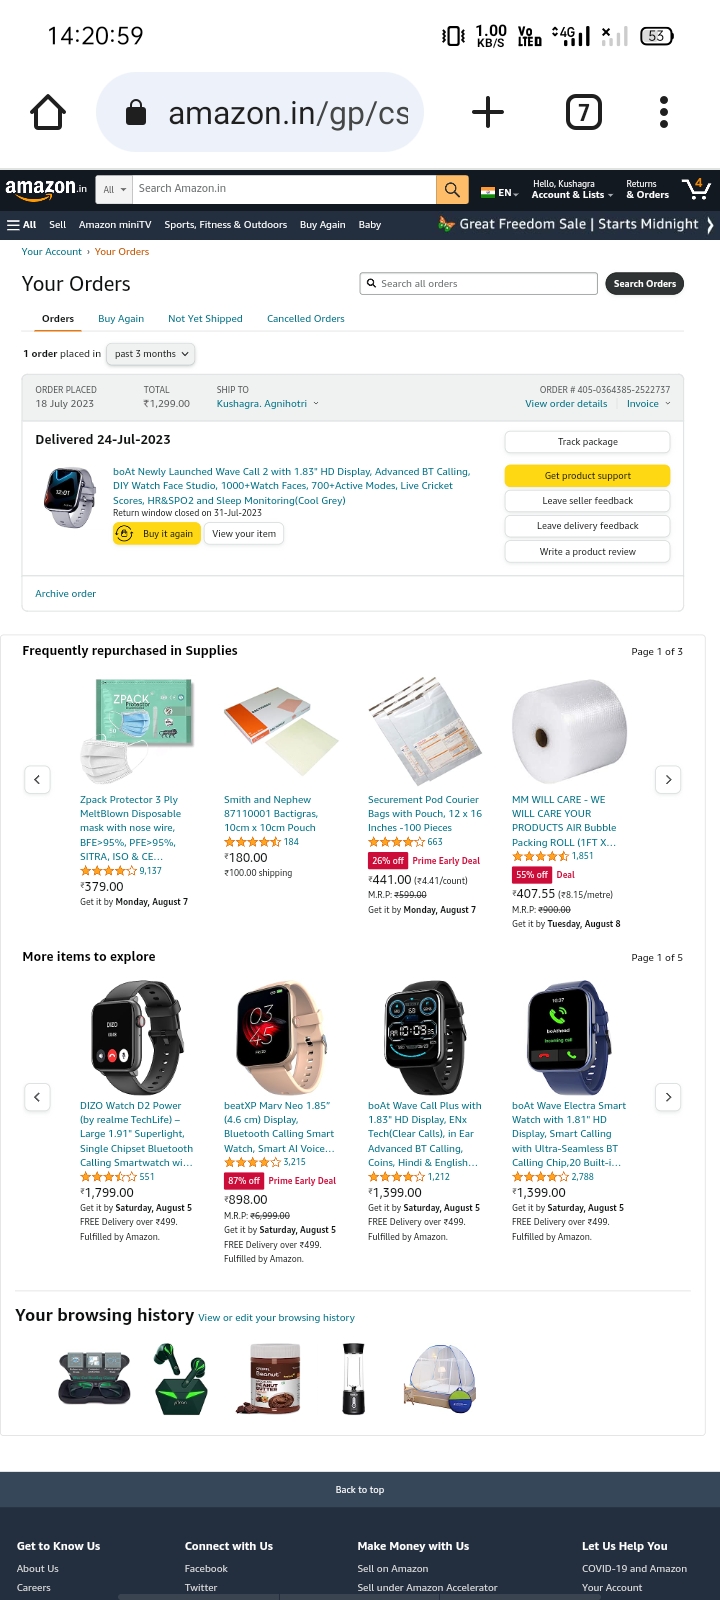 14:20:59
1.00 KB/S
Vo LTE
4G
53
amazon.in/gp/cs
7
amazon.in
All
Search Amazon.in
EN
Hello, Kushagra
Account & Lists
Returns
& Orders
4
All Sell Amazon miniTV Sports, Fitness & Outdoors Buy Again Baby
Great Freedom Sale | Starts Midnight
Your Account › Your Orders
Your Orders
Search all orders
Search Orders
Orders Buy Again Not Yet Shipped Cancelled Orders
1 order placed in past 3 months
ORDER PLACED TOTAL SHIP TO ORDER # 405-0364385-2522737
18 July 2023 ₹1,299.00 Kushagra. Agnihotri View order details Invoice
Delivered 24-Jul-2023
Track package
boAt Newly Launched Wave Call 2 with 1.83" HD Display, Advanced BT Calling,
DIY Watch Face Studio, 1000+Watch Faces, 700+Active Modes, Live Cricket
Scores, HR&SPO2 and Sleep Monitoring(Cool Grey)
Return window closed on 31-Jul-2023
Buy it again View your item
Get product support
Leave seller feedback
Leave delivery feedback
Write a product review
12:01
Archive order
Frequently repurchased in Supplies Page 1 of 3
ZPACK
Protector
Zpack Protector 3 Ply
MeltBlown Disposable
mask with nose wire,
BFE>95%, PFE>95%,
SITRA, ISO & CE...
9,137
₹379.00
Get it by Monday, August 7
Smith and Nephew
87110001 Bactigras,
10cm x 10cm Pouch
184
₹180.00
₹100.00 shipping
Securement Pod Courier
Bags with Pouch, 12 x 16
Inches -100 Pieces
663
26% off Prime Early Deal
₹441.00 (₹4.41/count)
M.R.P: ₹599.00
Get it by Monday, August 7
MM WILL CARE - WE
WILL CARE YOUR
PRODUCTS AIR Bubble
Packing ROLL (1FT X...
1,851
55% off Deal
₹407.55 (₹8.15/metre)
M.R.P: ₹900.00
Get it by Tuesday, August 8
More items to explore Page 1 of 5
DIZO
DIZO Watch D2 Power
(by realme TechLife) –
Large 1.91" Superlight,
Single Chipset Bluetooth
Calling Smartwatch wi...
551
₹1,799.00
Get it by Saturday, August 5
FREE Delivery over ₹499.
Fulfilled by Amazon.
03
45
beatXP Marv Neo 1.85"
(4.6 cm) Display,
Bluetooth Calling Smart
Watch, Smart AI Voice...
3,215
87% off Prime Early Deal
₹898.00
M.R.P: ₹6,999.00
Get it by Saturday, August 5
FREE Delivery over ₹499.
Fulfilled by Amazon.
boAt Wave Call Plus with
1.83" HD Display, ENx
Tech(Clear Calls), in Ear
Advanced BT Calling,
Coins, Hindi & English...
1,212
₹1,399.00
Get it by Saturday, August 5
FREE Delivery over ₹499.
Fulfilled by Amazon.
10:37
boAthead
Incoming call
boAt Wave Electra Smart
Watch with 1.81" HD
Display, Smart Calling
with Ultra-Seamless BT
Calling Chip,20 Built-i...
2,788
₹1,399.00
Get it by Saturday, August 5
FREE Delivery over ₹499.
Fulfilled by Amazon.
Your browsing history View or edit your browsing history
PEANUT
BUTTER
Back to top
Get to Know Us Connect with Us Make Money with Us Let Us Help You
About Us Facebook Sell on Amazon COVID-19 and Amazon
Careers Twitter Sell under Amazon Accelerator Your Account